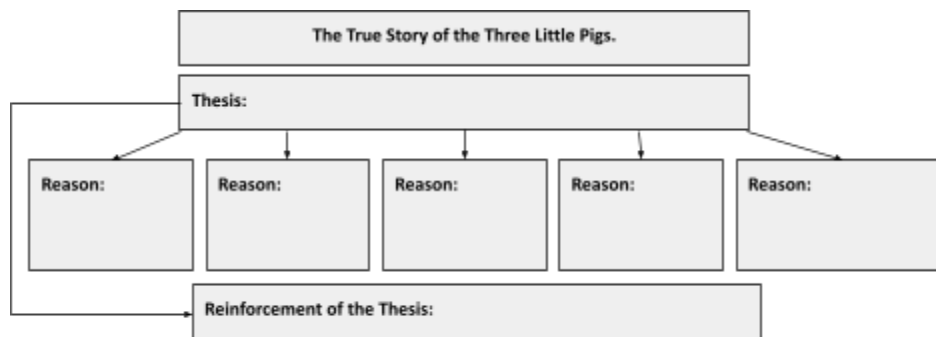 The True Story of the Three Little Pigs.
Thesis:
Reason:
Reason:
Reason:
Reason:
Reason:
Reinforcement of the Thesis: